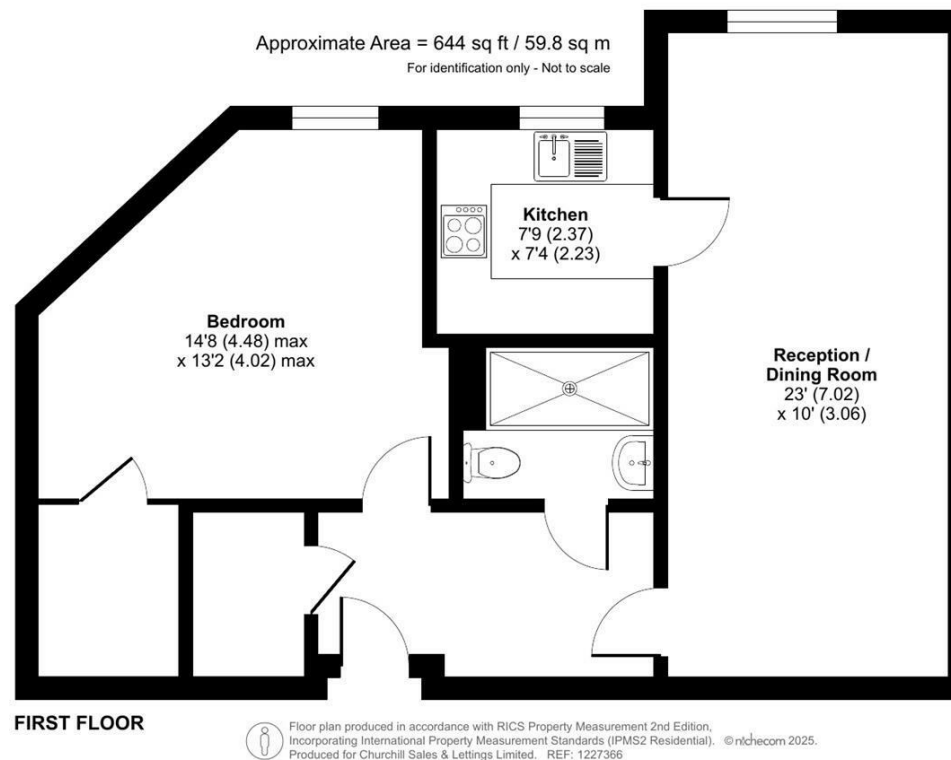 Approximate Area = 644 sq ft / 59.8 sq m
For identification only - Not to scale
Kitchen
7'9 (2.37)
x 7'4 (2.23)
Bedroom
14'8 (4.48) max
x 13'2 (4.02) max
Reception /
Dining Room
23' (7.02)
x 10' (3.06)
FIRST FLOOR
Floor plan produced in accordance with RICS Property Measurement 2nd Edition,
Incorporating International Property Measurement Standards (IPMS2 Residential). ©nichecom 2025.
Produced for Churchill Sales & Lettings Limited. REF: 1227366